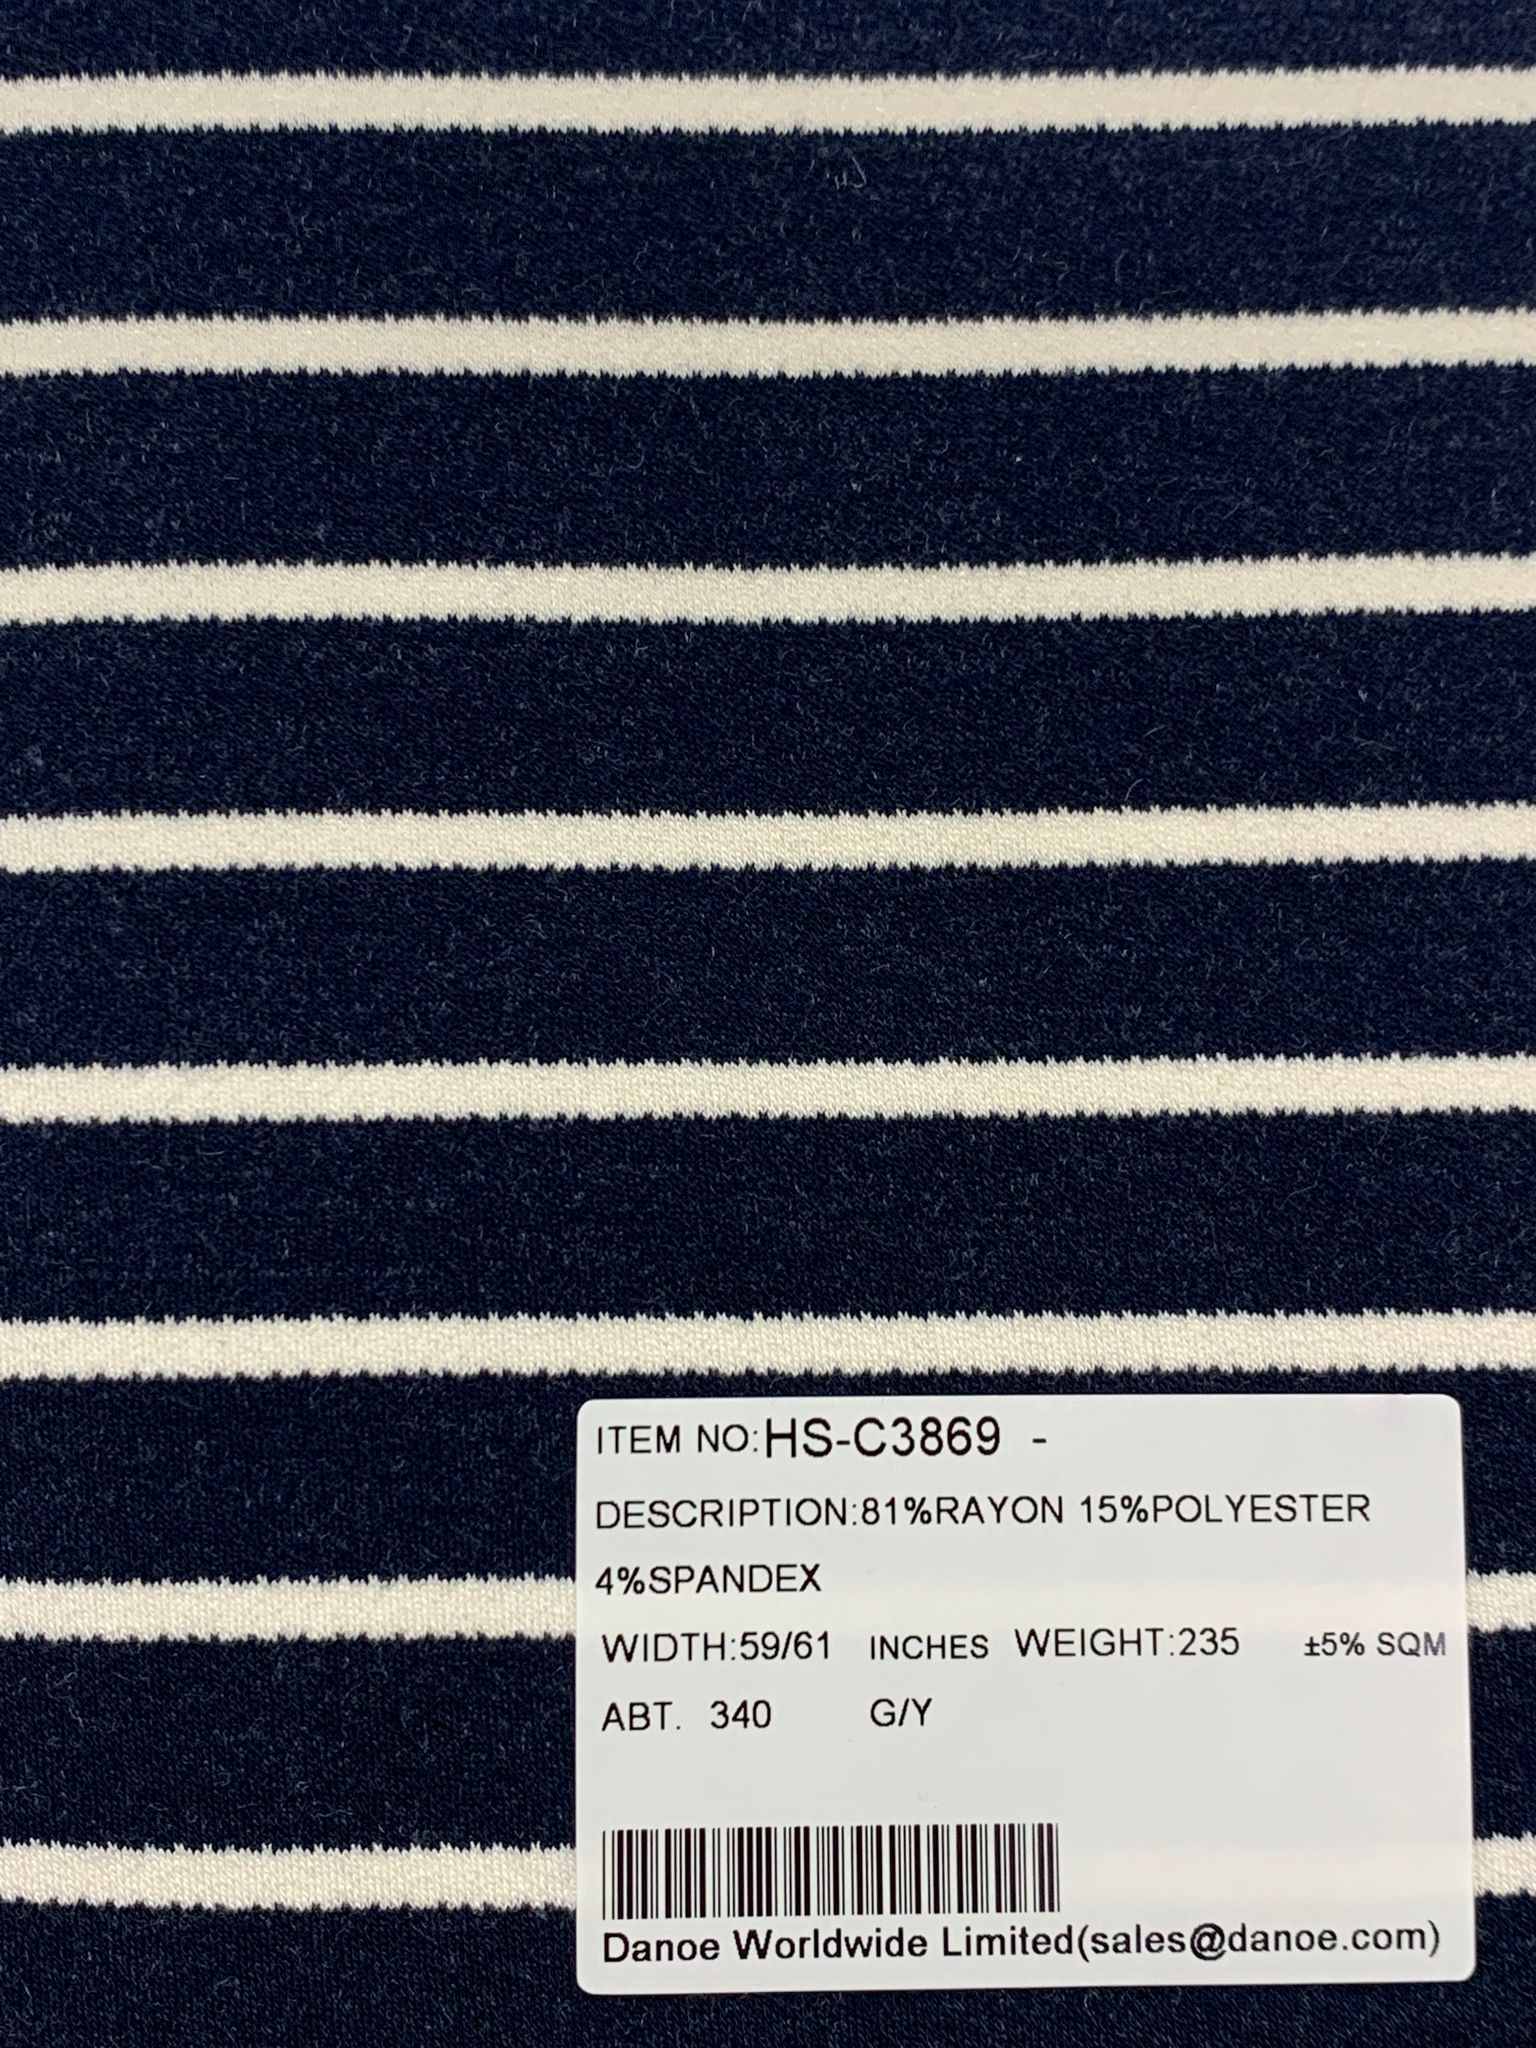 ITEM NO:HS-C3869 -
DESCRIPTION:81%RAYON 15%POLYESTER
4%SPANDEX
WIDTH:59/61 INCHES WEIGHT:235 ±5% SQM
ABT. 340 G/Y
Danoe Worldwide Limited(sales@danoe.com)